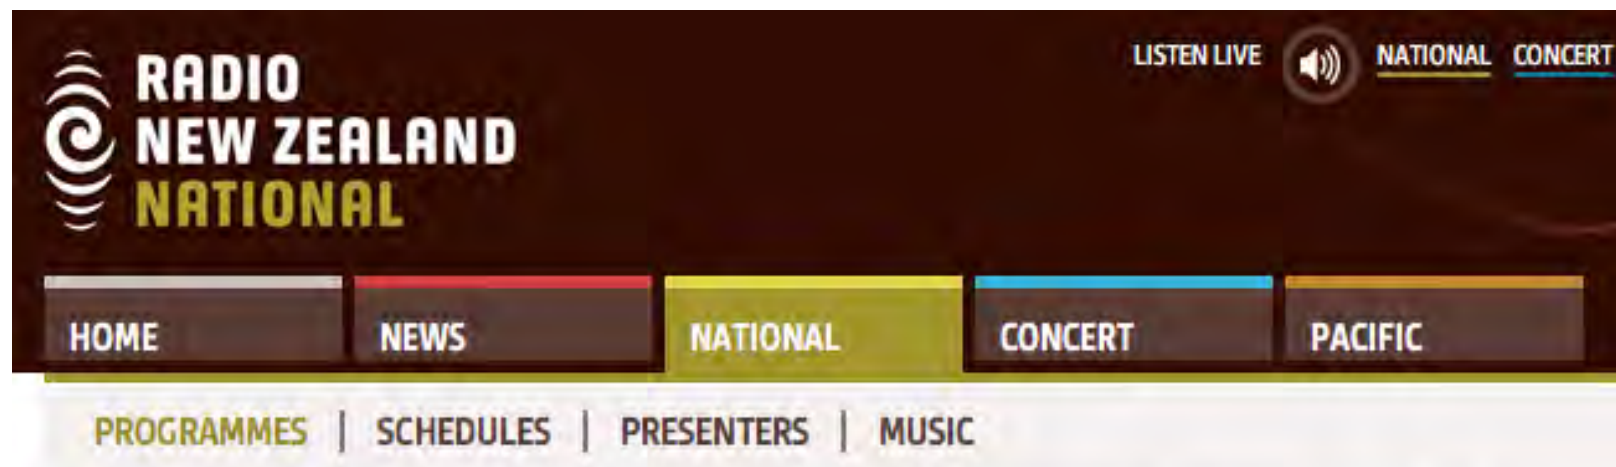 RADIO
NEW ZEALAND
NATIONAL
LISTEN LIVE NATIONAL CONCERT
HOME NEWS NATIONAL CONCERT PACIFIC
PROGRAMMES | SCHEDULES | PRESENTERS | MUSIC